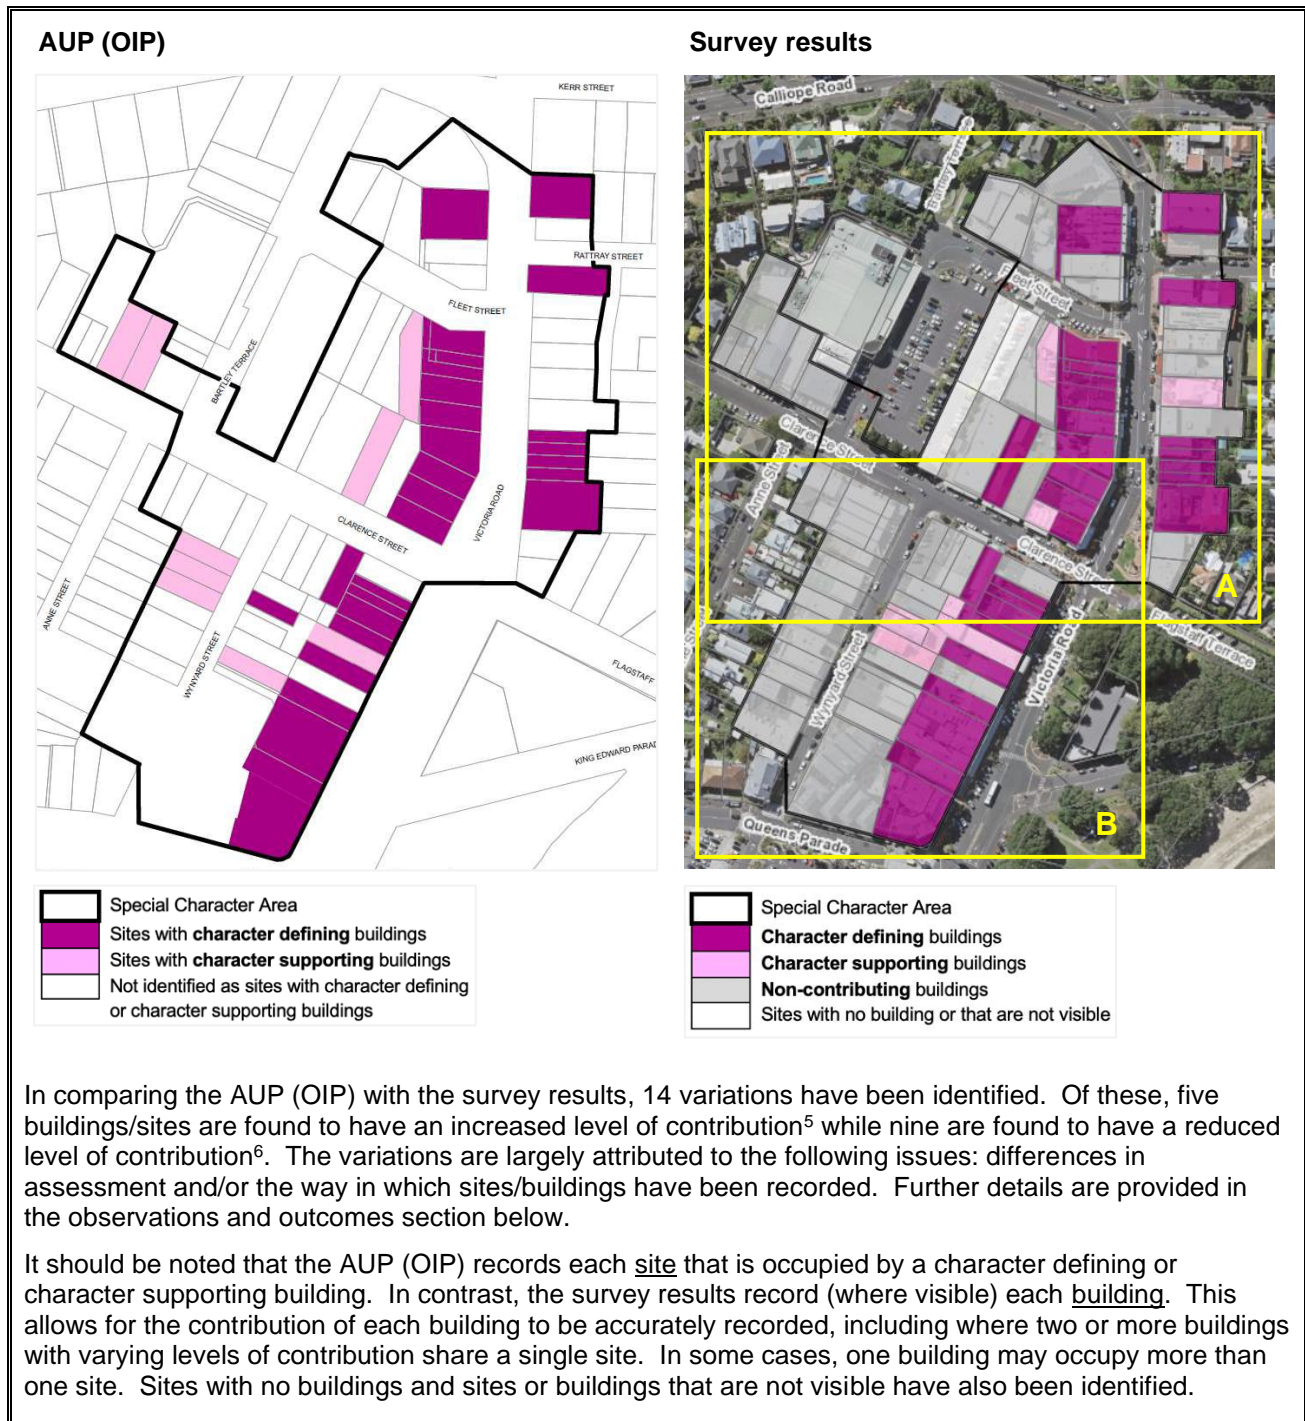 AUP (OIP)
Survey results
KERR STREET
RATTRAY STREET
FLEET STREET
BARTLEY TERRACE
CLARENCE STREET
VICTORIA ROAD
ANNE STREET
WYNYARD STREET
FLAGSTAFF
KING EDWARD PARAD
Calliope Road
Bartley Terrace
Fleet Street
Clarence Street
Anne Street
Clarence Street
A
Flagstaff Terrace
Victoria Road
Wynyard Street
B
Queens Parade
Special Character Area
Sites with character defining buildings
Sites with character supporting buildings
Not identified as sites with character defining
or character supporting buildings
Special Character Area
Character defining buildings
Character supporting buildings
Non-contributing buildings
Sites with no building or that are not visible
In comparing the AUP (OIP) with the survey results, 14 variations have been identified.  Of these, five
buildings/sites are found to have an increased level of contribution⁵ while nine are found to have a reduced
level of contribution⁶.  The variations are largely attributed to the following issues: differences in
assessment and/or the way in which sites/buildings have been recorded.  Further details are provided in
the observations and outcomes section below.
It should be noted that the AUP (OIP) records each site that is occupied by a character defining or
character supporting building.  In contrast, the survey results record (where visible) each building.  This
allows for the contribution of each building to be accurately recorded, including where two or more buildings
with varying levels of contribution share a single site.  In some cases, one building may occupy more than
one site.  Sites with no buildings and sites or buildings that are not visible have also been identified.